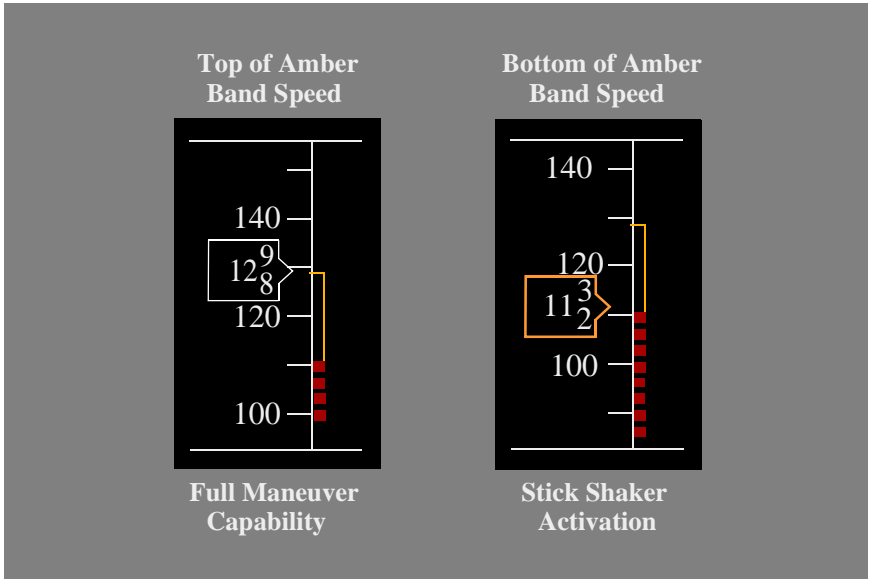 Top of Amber
Band Speed
140
12
9
8
120
100
Full Maneuver
Capability
Bottom of Amber
Band Speed
140
120
11
3
2
100
Stick Shaker
Activation